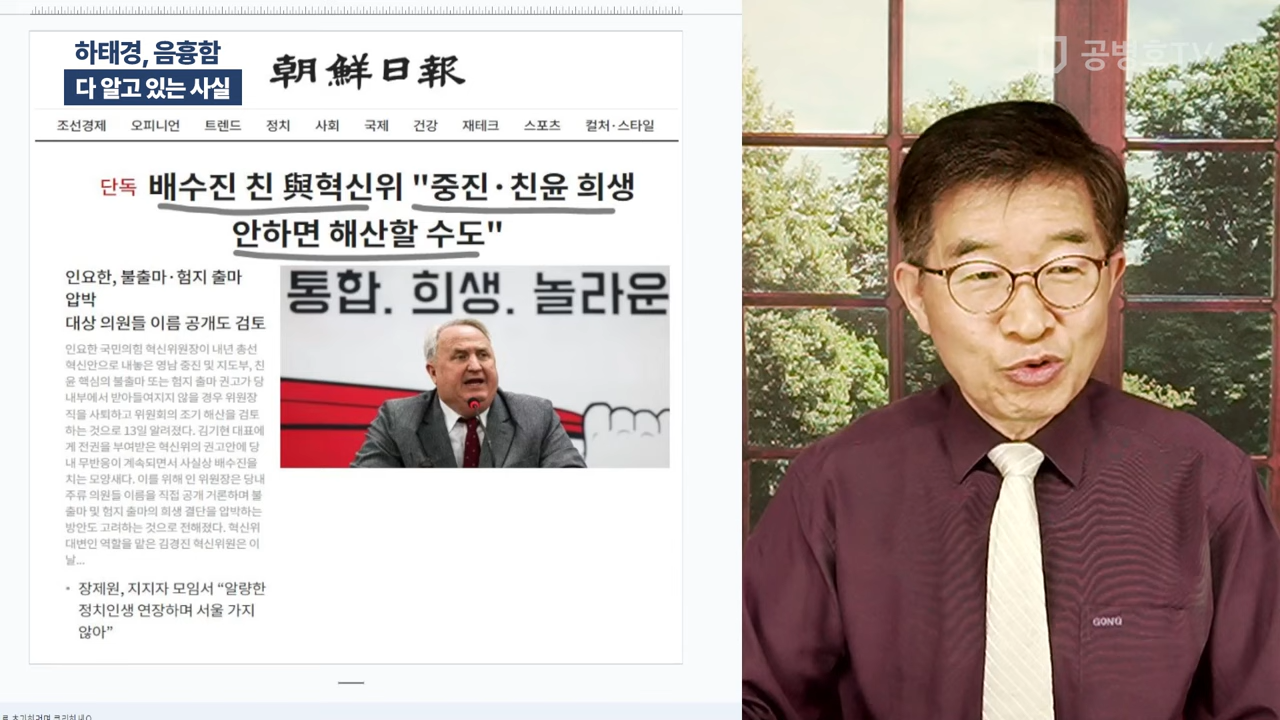 하태경, 음흉함
다 알고 있는 사실
朝鮮日報
공병호TV
조선경제 오피니언 트렌드 정치 사회 국제 건강 재테크 스포츠 컬처·스타일
단독 배수진 친 與혁신위 "중진·친윤 희생
안하면 해산할 수도"
인요한, 불출마·험지 출마
압박
대상 의원들 이름 공개도 검토
통합. 희생. 놀라운
인요한 국민의힘 혁신위원장이 내년 총선
혁신안으로 내놓은 영남 중진 및 지도부, 친
윤 핵심의 불출마 또는 험지 출마 권고가 당
내부에서 받아들여지지 않을 경우 위원장
직을 사퇴하고 위원회의 조기 해산을 검토
하는 것으로 13일 알려졌다. 김기현 대표에
게 전권을 부여받은 혁신위의 권고안에 당
내 무반응이 계속되면서 사실상 배수진을
치는 모양새다. 이를 위해 인 위원장은 당내
주류 의원들 이름을 직접 공개 거론하며 불
출마 및 험지 출마의 희생 결단을 압박하는
방안도 고려하는 것으로 전해졌다. 혁신위
대변인 역할을 맡은 김경진 혁신위원은 이
날...
• 장제원, 지지자 모임서 “알량한
정치인생 연장하며 서울 가지
않아”
GONG